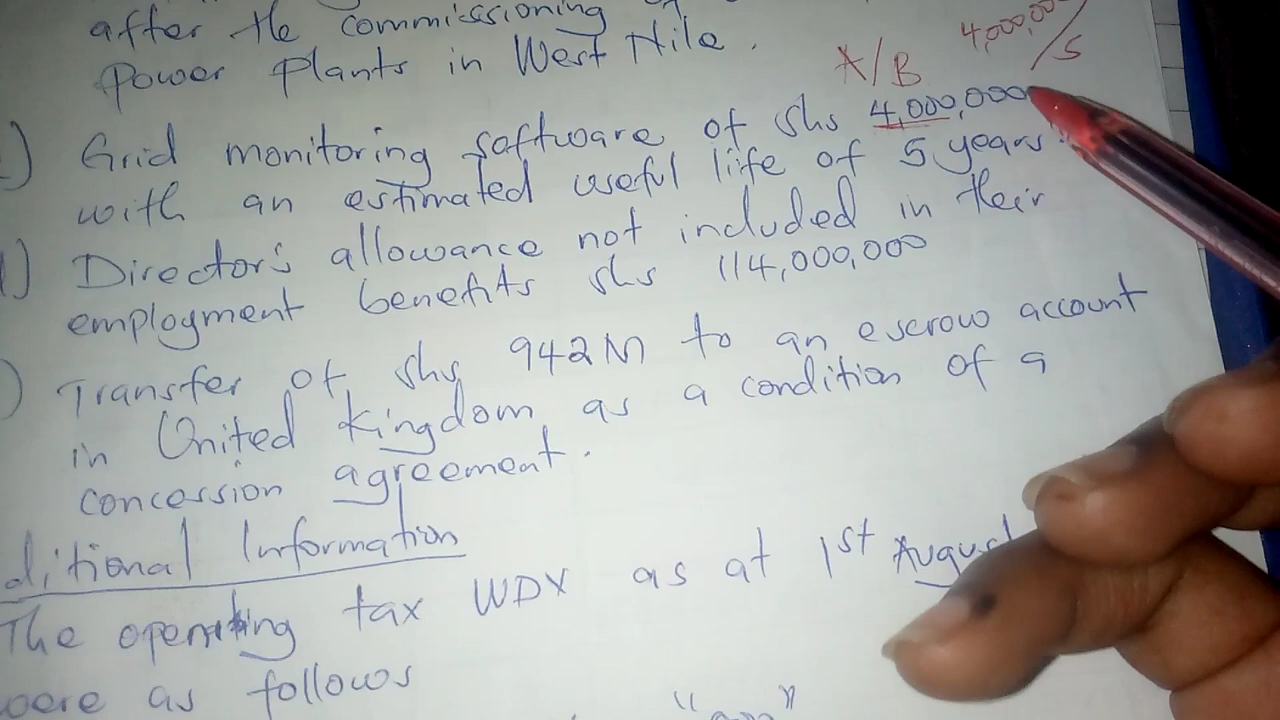 after the commissioning of
Power Plants in West Nile.
A/B
4,000,000/5
Grid monitoring software of shs 4,000,000
with an estimated useful life of 5 years
Director's allowance not included in their
employment benefits shs 114,000,000
Transfer of shs 942M to an escrow account
in United Kingdom as a condition of a
concession agreement.
ditional Information
The operating tax WDV as at 1st August
were as follows